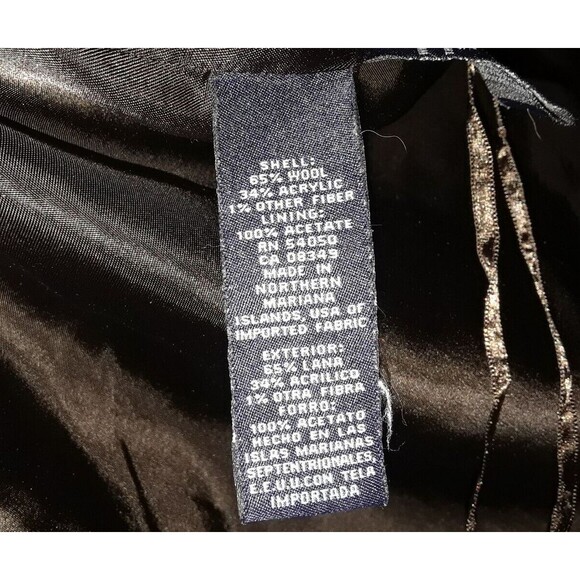 SHELL:
65% WOOL
34% ACRYLIC
1% OTHER FIBER
LINING:
100% ACETATE
RN 54050
CA 08349
MADE IN
NORTHERN
MARIANA
ISLANDS, USA OF
IMPORTED FABRIC
EXTERIOR:
65% LANA
34% ACRILICO
1% OTRA FIBRA
FORRO:
100% ACETATO
HECHO EN LAS
ISLAS MARIANAS
SEPTENTRIONALES,
E.E.U.U.CON TELA
IMPORTADA